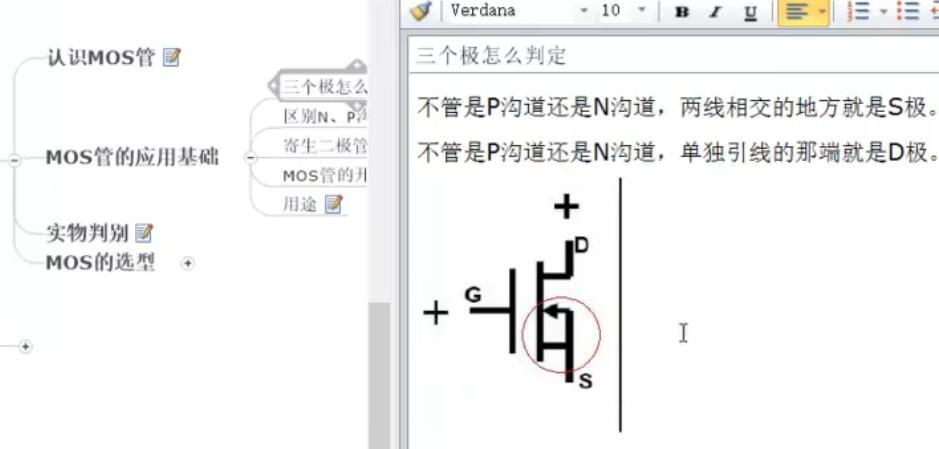 Verdana
10
B I U
认识MOS管
三个极怎么
区别N、P沟
MOS管的应用基础
寄生二极管
MOS管的开
用途
实物判别
MOS的选型
三个极怎么判定
不管是P沟道还是N沟道，两线相交的地方就是S极。
不管是P沟道还是N沟道，单独引线的那端就是D极。
+
D
G
+
S